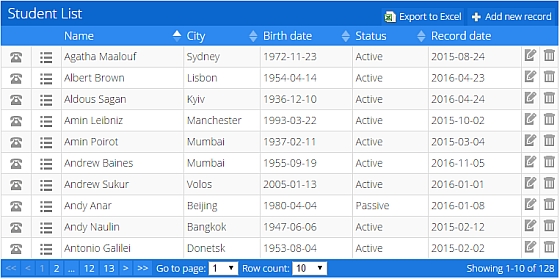 Student List Export to Excel + Add new record
Name City Birth date Status Record date
Agatha Maalouf Sydney 1972-11-23 Active 2015-08-24
Albert Brown Lisbon 1954-04-14 Active 2016-04-23
Aldous Sagan Kyiv 1936-12-10 Active 2016-04-24
Amin Leibniz Manchester 1993-03-22 Active 2015-10-02
Amin Poirot Mumbai 1937-02-11 Active 2015-03-04
Andrew Baines Mumbai 1955-09-19 Active 2016-11-05
Andrew Sukur Volos 2005-01-13 Active 2016-01-01
Andy Anar Beijing 1980-04-04 Passive 2016-01-08
Andy Naulin Bangkok 1947-06-06 Active 2015-02-12
Antonio Galilei Donetsk 1953-08-04 Active 2015-02-02
<< < 1 2 ... 12 13 > >> Go to page: 1 Row count: 10 Showing 1-10 of 128